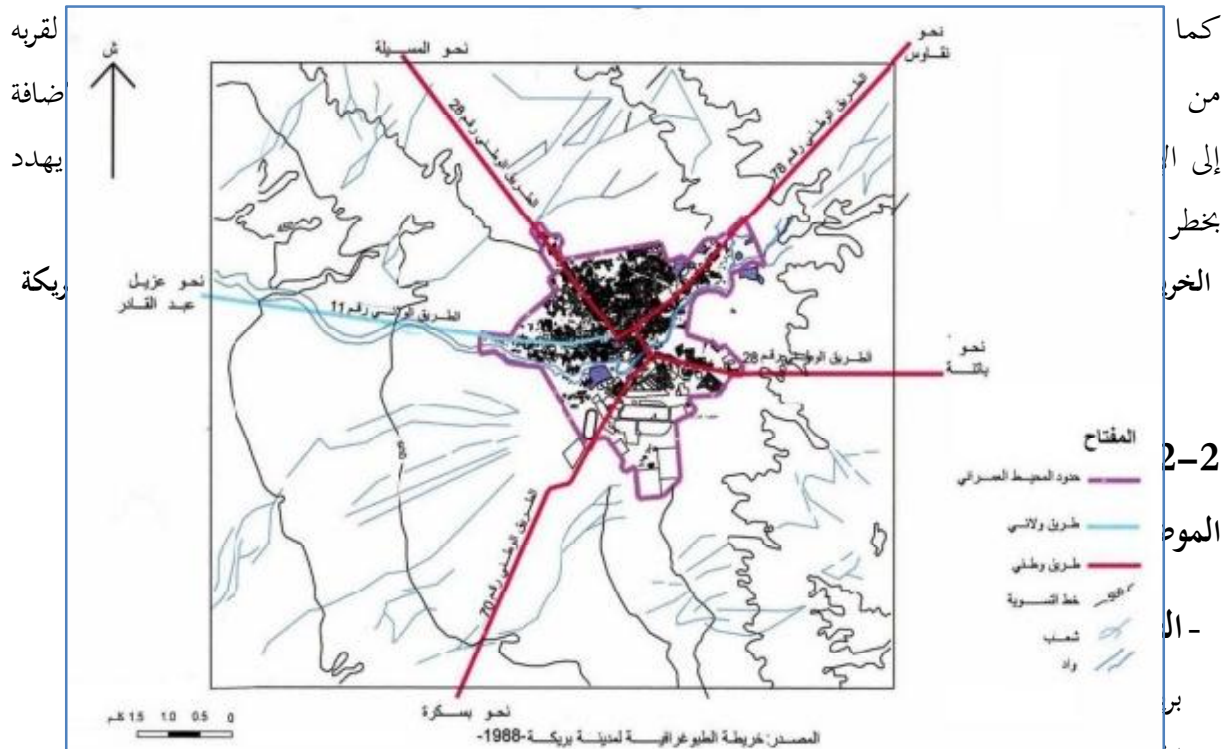 كما لقربه
من ضافة
إلى يهدد
بخطر
الخر ريكة
2-2
الموض
- ال
بر
ش
نحو المسيلة
نحو
نقاوس
الطريق الوطني رقم 28
الطريق الوطني رقم 78
نحو عزيل
عبد القادر
الطريق الولائي رقم 11
الطريق الوطني رقم 28
نحو
باتنة
الطريق الوطني رقم 70
نحو بسكرة
المفتاح
حدود المحيط العمراني
طريق ولائي
طريق وطني
خط التسوية
شعب
واد
0 0.5 1.0 1.5 كلم
المصدر: خريطة الطبوغرافية لمدينة بريكة -1988-